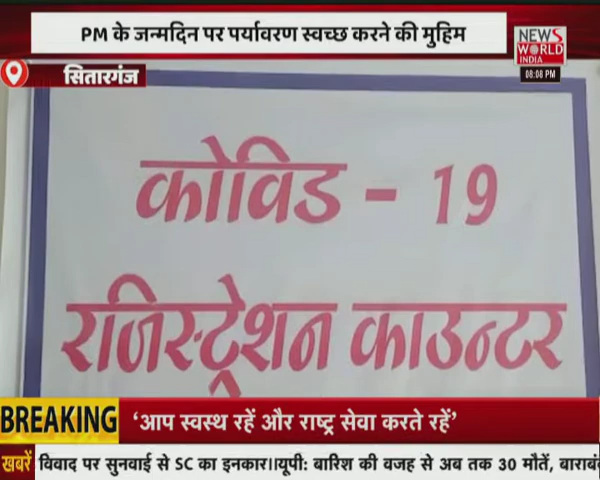 PM के जन्मदिन पर पर्यावरण स्वच्छ करने की मुहिम
NEWS
WORLD
INDIA
08:08 PM
सितारगंज
कोविड - 19
रजिस्ट्रेशन काउन्टर
BREAKING
'आप स्वस्थ रहें और राष्ट्र सेवा करते रहें'
खबरें
विवाद पर सुनवाई से SC का इनकार।।यूपी: बारिश की वजह से अब तक 30 मौतें,